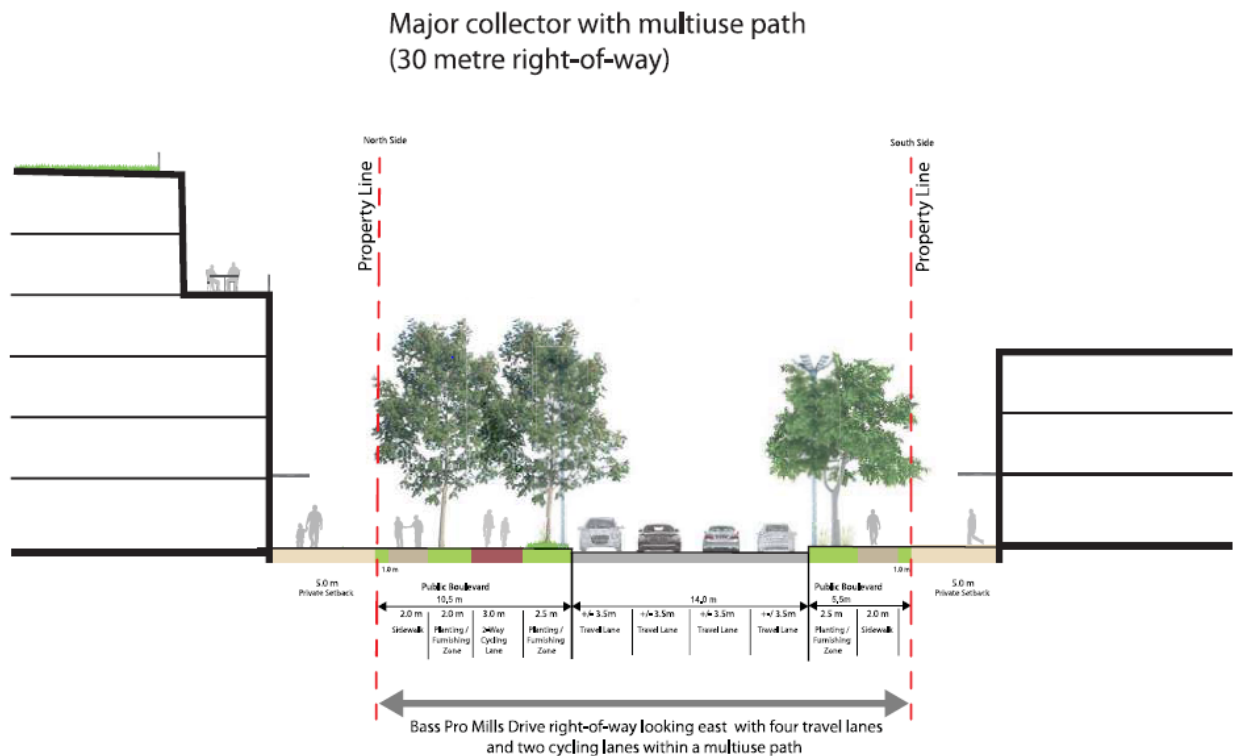 Major collector with multiuse path
(30 metre right-of-way)
North Side
South Side
Property Line
Property Line
1.0 m
1.0 m
5.0 m
Private Setback
Public Boulevard
10.5 m
14.0 m
Public Boulevard
5.5m
5.0 m
Private Setback
2.0 m
Sidewalk
2.0 m
Planting /
Furnishing
Zone
3.0 m
2-Way
Cycling
Lane
2.5 m
Planting /
Furnishing
Zone
+/- 3.5m
Travel Lane
+/- 3.5m
Travel Lane
+/- 3.5m
Travel Lane
+/- 3.5m
Travel Lane
2.5 m
Planting /
Furnishing
Zone
2.0 m
Sidewalk
Bass Pro Mills Drive right-of-way looking east with four travel lanes
and two cycling lanes within a multiuse path